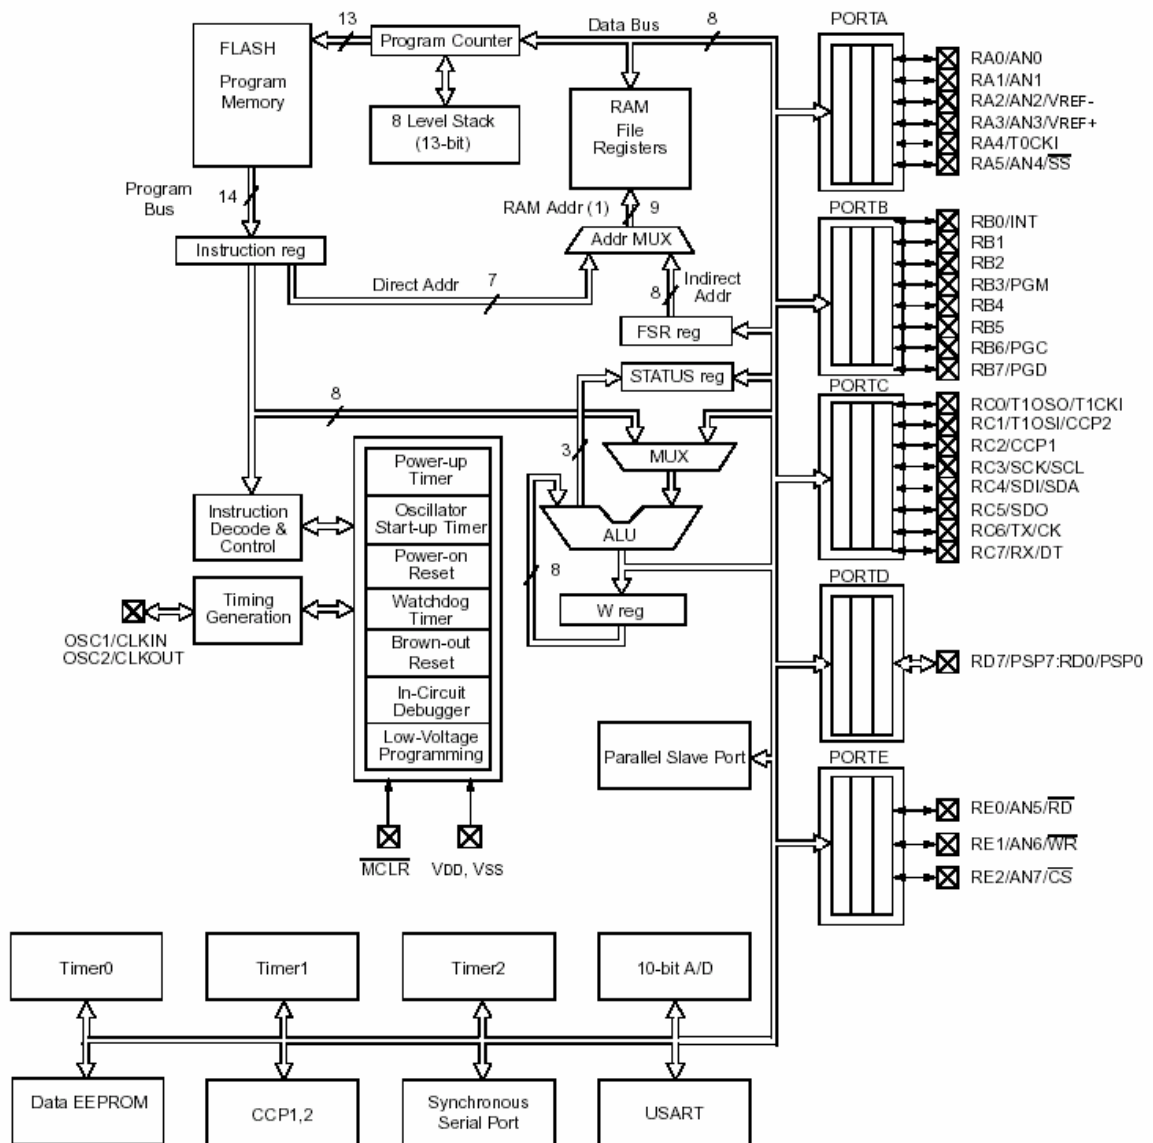 13
Data Bus
8
PORTA
FLASH
Program
Memory
Program Counter
8 Level Stack
(13-bit)
RAM
File
Registers
RA0/AN0
RA1/AN1
RA2/AN2/VREF-
RA3/AN3/VREF+
RA4/T0CKI
RA5/AN4/SS
Program
Bus
14
RAM Addr (1)
9
PORTB
Instruction reg
Addr MUX
Direct Addr
7
8
Indirect
Addr
FSR reg
RB0/INT
RB1
RB2
RB3/PGM
RB4
RB5
RB6/PGC
RB7/PGD
STATUS reg
8
PORTC
3
MUX
RC0/T1OSO/T1CKI
RC1/T1OSI/CCP2
RC2/CCP1
RC3/SCK/SCL
RC4/SDI/SDA
RC5/SDO
RC6/TX/CK
RC7/RX/DT
Power-up
Timer
Oscillator
Start-up Timer
Power-on
Reset
Watchdog
Timer
Brown-out
Reset
In-Circuit
Debugger
Low-Voltage
Programming
Instruction
Decode &
Control
ALU
8
W reg
Timing
Generation
OSC1/CLKIN
OSC2/CLKOUT
PORTD
RD7/PSP7:RD0/PSP0
Parallel Slave Port
PORTE
RE0/AN5/RD
RE1/AN6/WR
RE2/AN7/CS
MCLR
VDD, VSS
Timer0
Timer1
Timer2
10-bit A/D
Data EEPROM
CCP1,2
Synchronous
Serial Port
USART